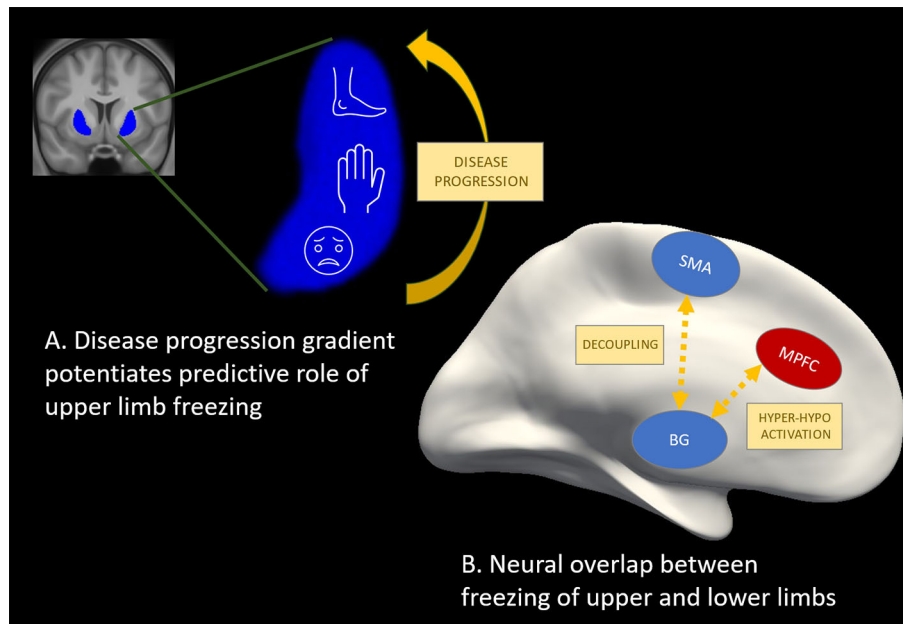 DISEASE
PROGRESSION
A. Disease progression gradient
potentiates predictive role of
upper limb freezing
SMA
DECOUPLING
MPFC
HYPER-HYPO
ACTIVATION
BG
B. Neural overlap between
freezing of upper and lower limbs